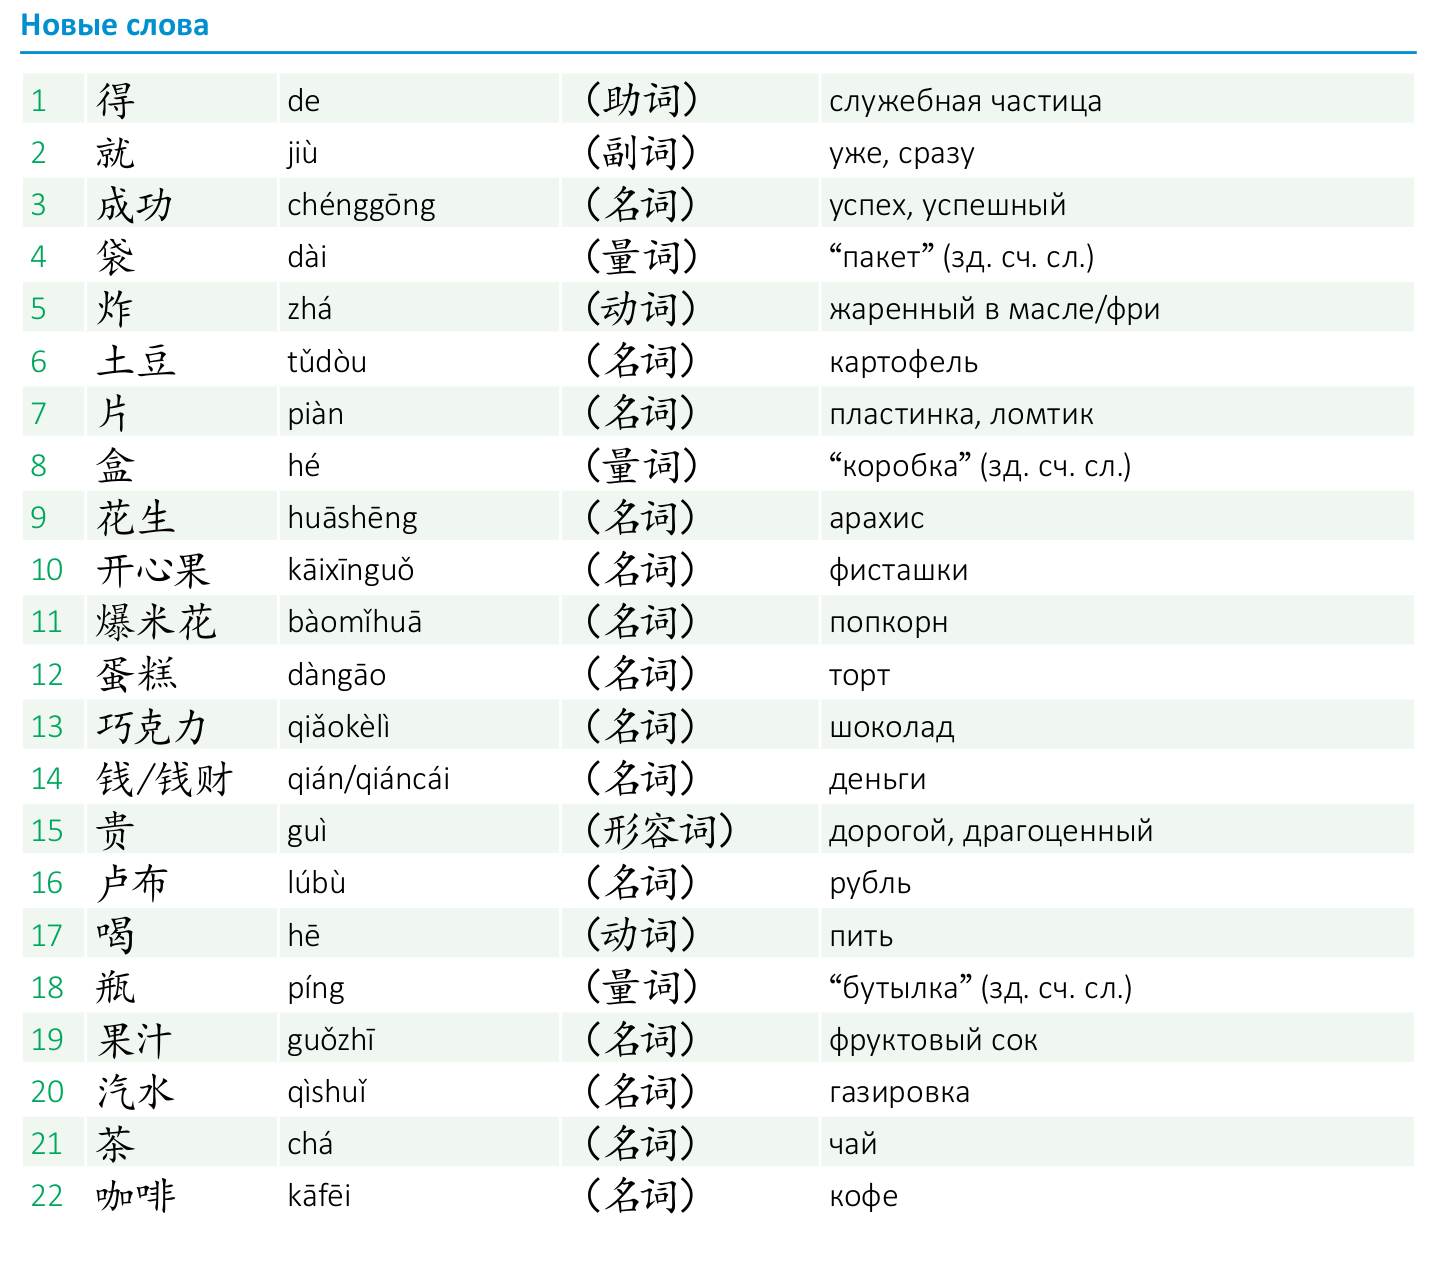 Новые слова
1 得 de （助词） служебная частица
2 就 jiù （副词） уже, сразу
3 成功 chénggōng （名词） успех, успешный
4 袋 dài （量词） “пакет” (зд. сч. сл.)
5 炸 zhá （动词） жаренный в масле/фри
6 土豆 tǔdòu （名词） картофель
7 片 piàn （名词） пластинка, ломтик
8 盒 hé （量词） “коробка” (зд. сч. сл.)
9 花生 huāshēng （名词） арахис
10 开心果 kāixīnguǒ （名词） фисташки
11 爆米花 bàomǐhuā （名词） попкорн
12 蛋糕 dàngāo （名词） торт
13 巧克力 qiǎokèlì （名词） шоколад
14 钱/钱财 qián/qiáncái （名词） деньги
15 贵 guì （形容词） дорогой, драгоценный
16 卢布 lúbù （名词） рубль
17 喝 hē （动词） пить
18 瓶 píng （量词） “бутылка” (зд. сч. сл.)
19 果汁 guǒzhī （名词） фруктовый сок
20 汽水 qìshuǐ （名词） газировка
21 茶 chá （名词） чай
22 咖啡 kāfēi （名词） кофе